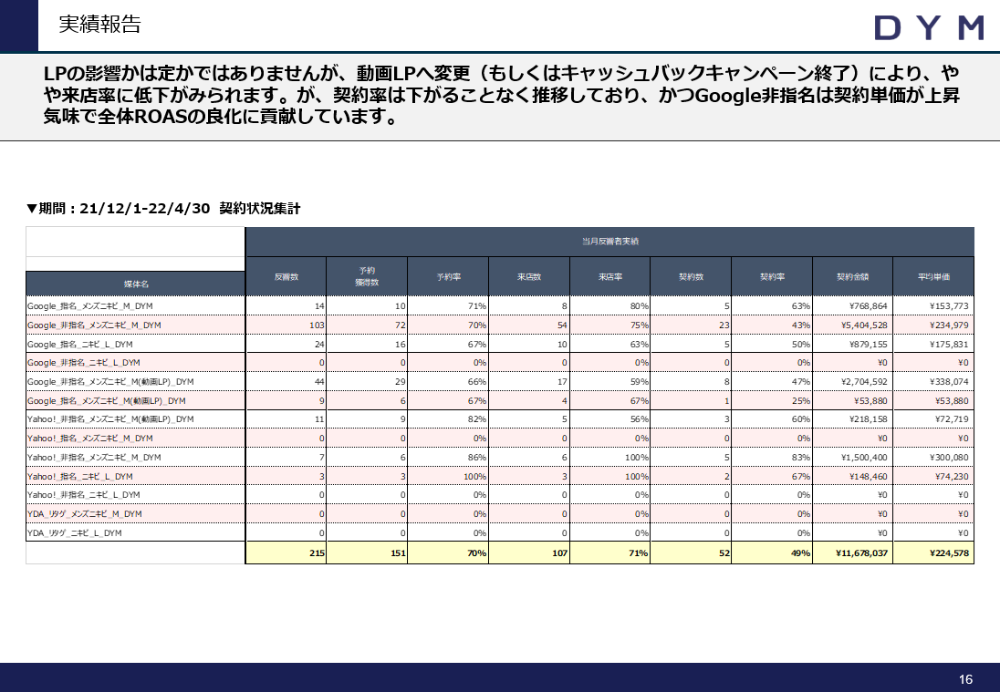 実績報告
DYM
LPの影響かは定かではありませんが、動画LPへ変更（もしくはキャッシュバックキャンペーン終了）により、や
や来店率に低下がみられます。が、契約率は下がることなく推移しており、かつGoogle非指名は契約単価が上昇
気味で全体ROASの良化に貢献しています。
▼期間：21/12/1-22/4/30 契約状況集計
当月反響者実績
媒体名 反響数 予約獲得数 予約率 来店数 来店率 契約数 契約率 契約金額 平均単価
Google_指名_メンズニキビ_M_DYM 14 10 71% 8 80% 5 63% ¥768,864 ¥153,773
Google_非指名_メンズニキビ_M_DYM 103 72 70% 54 75% 23 43% ¥5,404,528 ¥234,979
Google_指名_ニキビ_L_DYM 24 16 67% 10 63% 5 50% ¥879,155 ¥175,831
Google_非指名_ニキビ_L_DYM 0 0 0% 0 0% 0 0% ¥0 ¥0
Google_非指名_メンズニキビ_M(動画LP)_DYM 44 29 66% 17 59% 8 47% ¥2,704,592 ¥338,074
Google_指名_メンズニキビ_M(動画LP)_DYM 9 6 67% 4 67% 1 25% ¥53,880 ¥53,880
Yahoo!_非指名_メンズニキビ_M(動画LP)_DYM 11 9 82% 5 56% 3 60% ¥218,158 ¥72,719
Yahoo!_指名_メンズニキビ_M_DYM 0 0 0% 0 0% 0 0% ¥0 ¥0
Yahoo!_非指名_メンズニキビ_M_DYM 7 6 86% 6 100% 5 83% ¥1,500,400 ¥300,080
Yahoo!_指名_ニキビ_L_DYM 3 3 100% 3 100% 2 67% ¥148,460 ¥74,230
Yahoo!_非指名_ニキビ_L_DYM 0 0 0% 0 0% 0 0% ¥0 ¥0
YDA_リタゲ_メンズニキビ_M_DYM 0 0 0% 0 0% 0 0% ¥0 ¥0
YDA_リタゲ_ニキビ_L_DYM 0 0 0% 0 0% 0 0% ¥0 ¥0
215 151 70% 107 71% 52 49% ¥11,678,037 ¥224,578
16